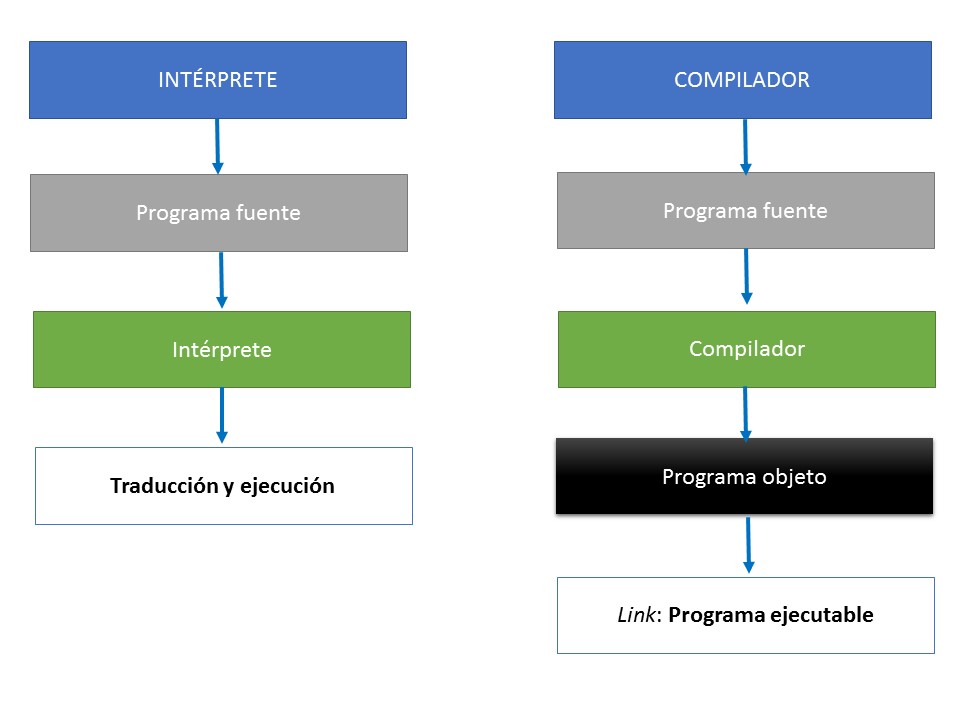 INTÉRPRETE
Programa fuente
Intérprete
Traducción y ejecución
COMPILADOR
Programa fuente
Compilador
Programa objeto
Link: Programa ejecutable